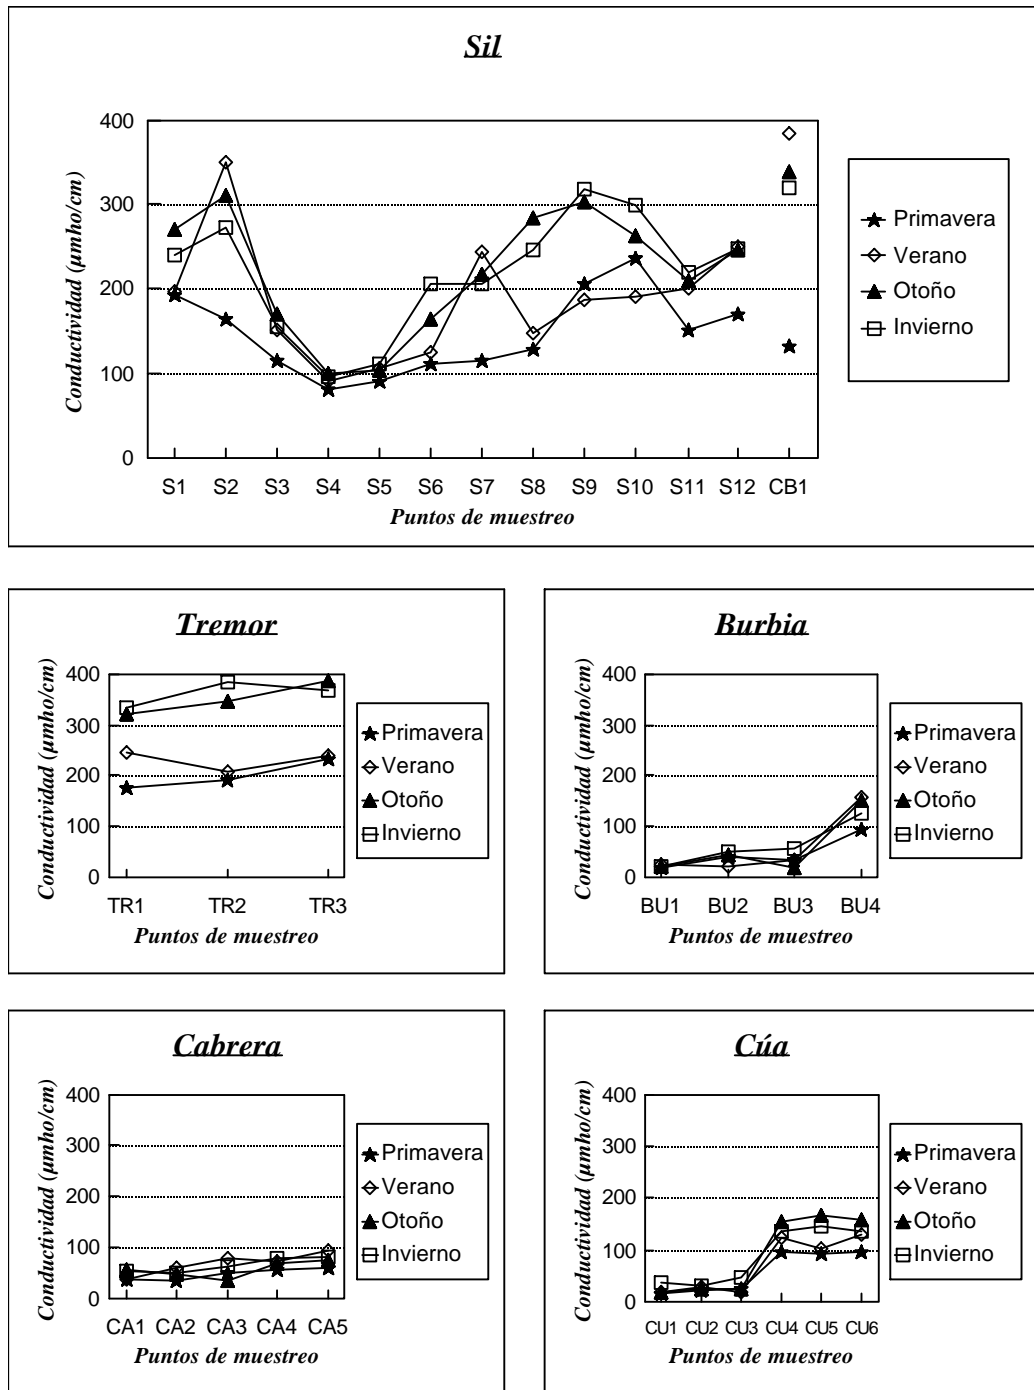 Sil
Conductividad (µmho/cm)
400
300
200
100
0
S1 S2 S3 S4 S5 S6 S7 S8 S9 S10 S11 S12 CB1
Puntos de muestreo
Primavera
Verano
Otoño
Invierno
Tremor
Conductividad (µmho/cm)
400
300
200
100
0
TR1 TR2 TR3
Puntos de muestreo
Primavera
Verano
Otoño
Invierno
Burbia
Conductividad (µmho/cm)
400
300
200
100
0
BU1 BU2 BU3 BU4
Puntos de muestreo
Primavera
Verano
Otoño
Invierno
Cabrera
Conductividad (µmho/cm)
400
300
200
100
0
CA1 CA2 CA3 CA4 CA5
Puntos de muestreo
Primavera
Verano
Otoño
Invierno
Cúa
Conductividad (µmho/cm)
400
300
200
100
0
CU1 CU2 CU3 CU4 CU5 CU6
Puntos de muestreo
Primavera
Verano
Otoño
Invierno